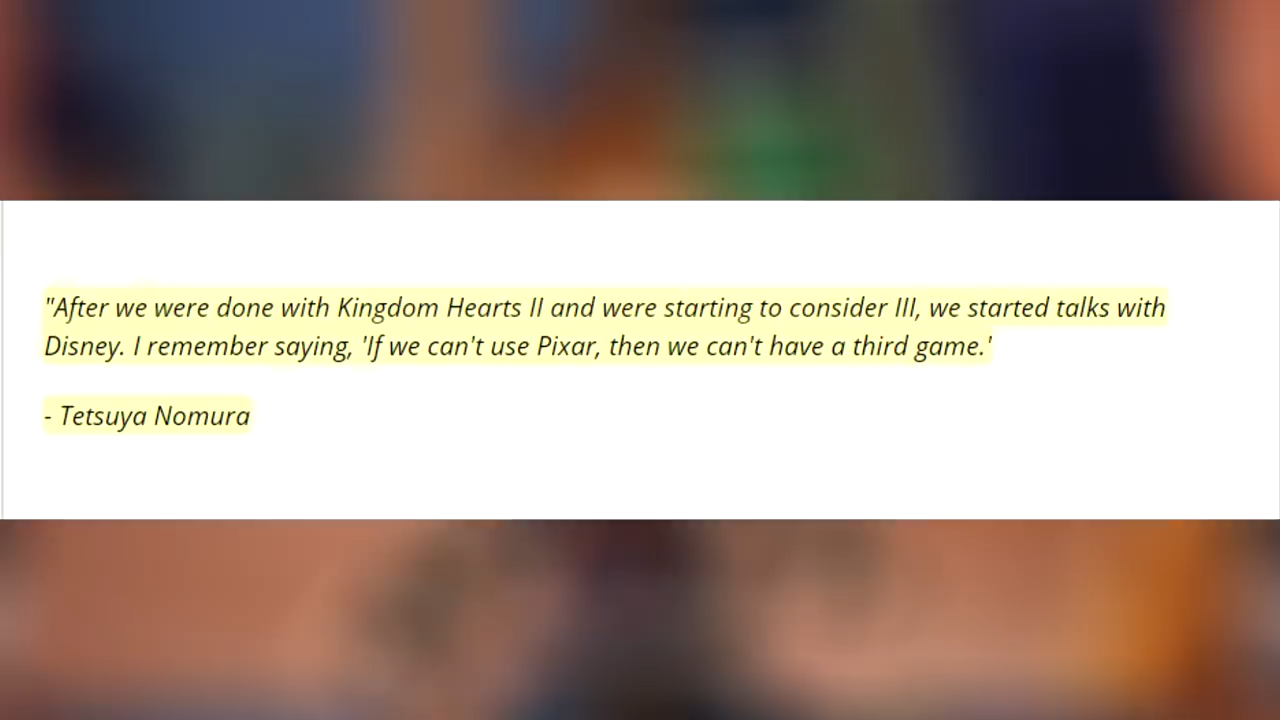 "After we were done with Kingdom Hearts II and were starting to consider III, we started talks with
Disney. I remember saying, 'If we can't use Pixar, then we can't have a third game.'
- Tetsuya Nomura